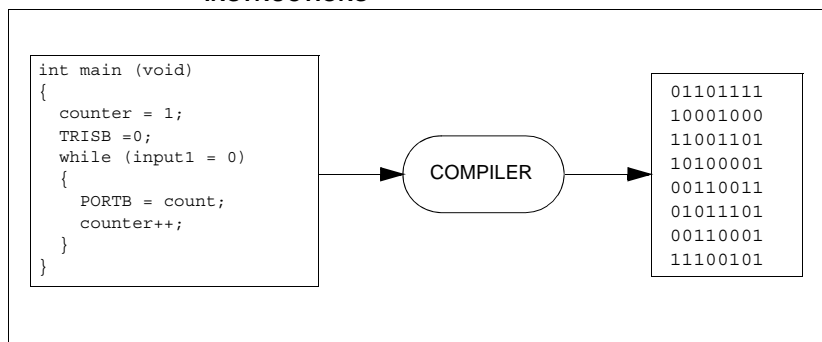 INSTRUCTIONS
int main (void)
{
  counter = 1;
  TRISB =0;
  while (input1 = 0)
  {
    PORTB = count;
    counter++;
  }
}
COMPILER
01101111
10001000
11001101
10100001
00110011
01011101
00110001
11100101